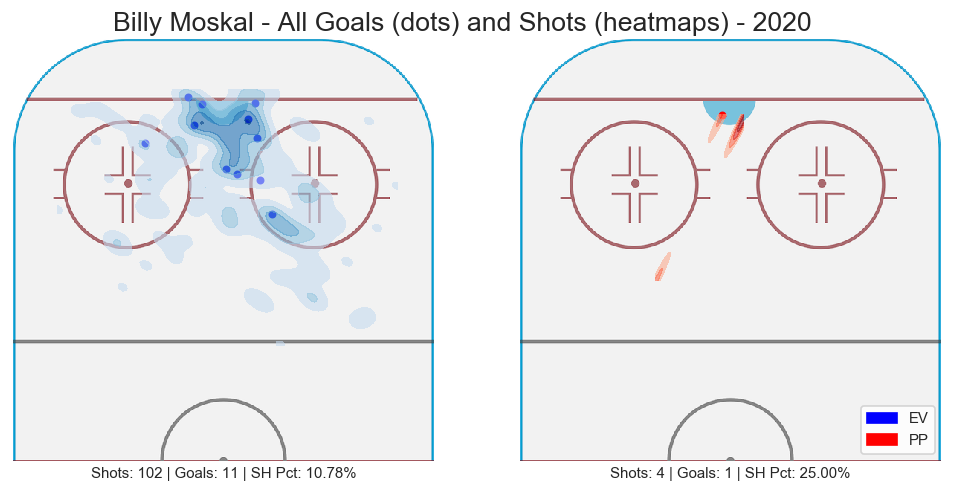 Billy Moskal - All Goals (dots) and Shots (heatmaps) - 2020
EV
PP
Shots: 102 | Goals: 11 | SH Pct: 10.78%
Shots: 4 | Goals: 1 | SH Pct: 25.00%